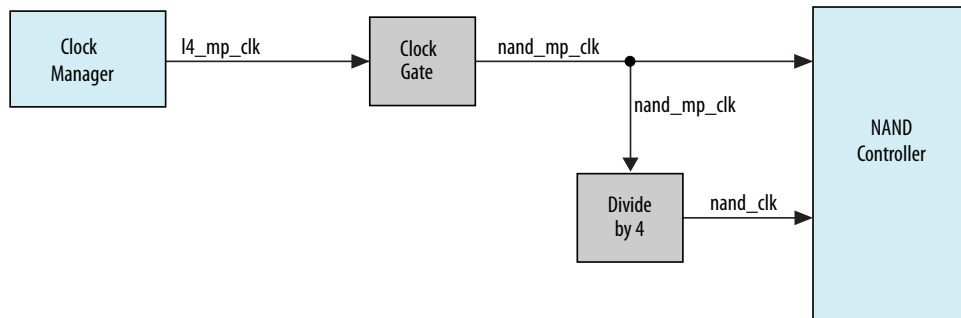 Clock
Manager
l4_mp_clk
Clock
Gate
nand_mp_clk
nand_mp_clk
NAND
Controller
Divide
by 4
nand_clk